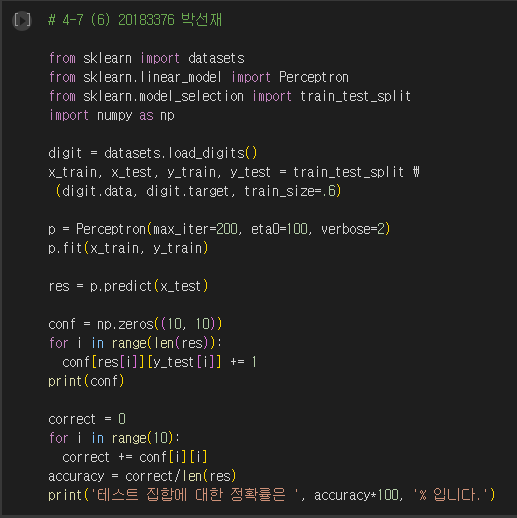 # 4-7 (6) 20183376 박선재
from sklearn import datasets
from sklearn.linear_model import Perceptron
from sklearn.model_selection import train_test_split
import numpy as np
digit = datasets.load_digits()
x_train, x_test, y_train, y_test = train_test_split ₩
(digit.data, digit.target, train_size=.6)
p = Perceptron(max_iter=200, eta0=100, verbose=2)
p.fit(x_train, y_train)
res = p.predict(x_test)
conf = np.zeros((10, 10))
for i in range(len(res)):
  conf[res[i]][y_test[i]] += 1
print(conf)
correct = 0
for i in range(10):
  correct += conf[i][i]
accuracy = correct/len(res)
print('테스트 집합에 대한 정확률은 ', accuracy*100, '% 입니다.')